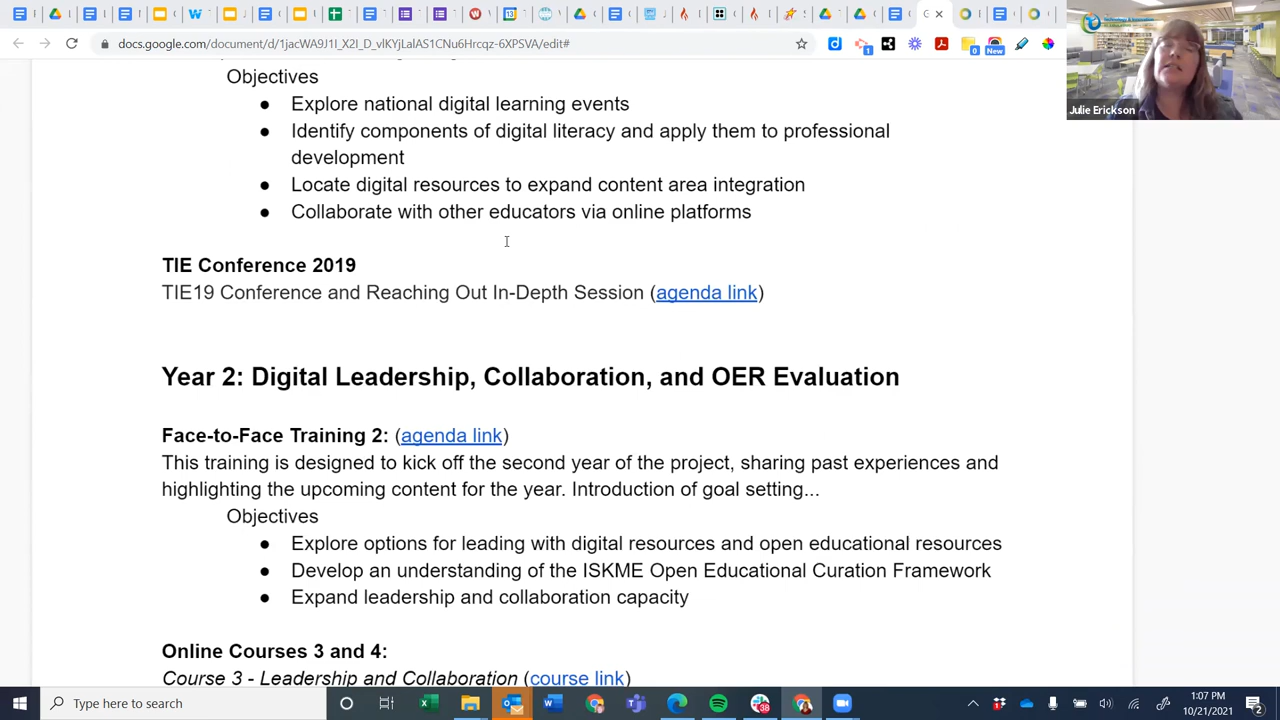 docs.google.com/document/d/
/edit#
New
Julie Erickson
Objectives
● Explore national digital learning events
● Identify components of digital literacy and apply them to professional
development
● Locate digital resources to expand content area integration
● Collaborate with other educators via online platforms
TIE Conference 2019
TIE19 Conference and Reaching Out In-Depth Session (agenda link)
Year 2: Digital Leadership, Collaboration, and OER Evaluation
Face-to-Face Training 2: (agenda link)
This training is designed to kick off the second year of the project, sharing past experiences and
highlighting the upcoming content for the year. Introduction of goal setting...
Objectives
● Explore options for leading with digital resources and open educational resources
● Develop an understanding of the ISKME Open Educational Curation Framework
● Expand leadership and collaboration capacity
Online Courses 3 and 4:
Course 3 - Leadership and Collaboration (course link)
Type here to search
1:07 PM
10/21/2021